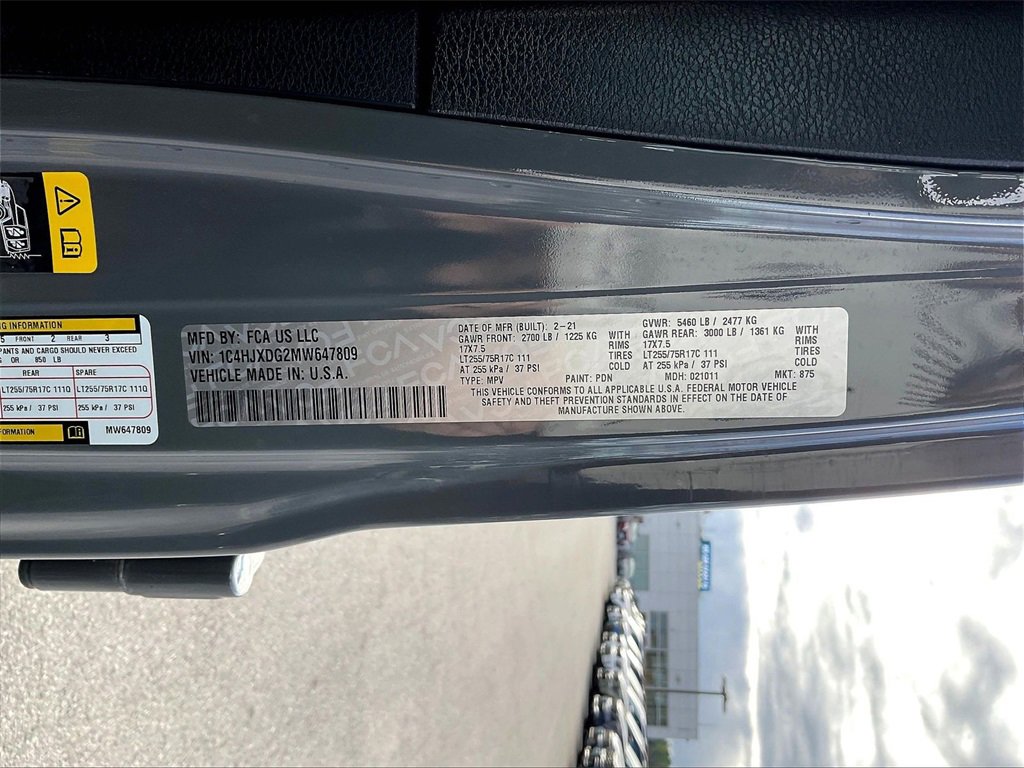 NG INFORMATION
5 FRONT 2 REAR 3
PANTS AND CARGO SHOULD NEVER EXCEED
G OR 850 LB
REAR SPARE
LT255/75R17C 111Q LT255/75R17C 111Q
255 kPa / 37 PSI 255 kPa / 37 PSI
FORMATION MW647809
MFD BY: FCA US LLC
VIN: 1C4HJXDG2MW647809
VEHICLE MADE IN: U.S.A.
DATE OF MFR (BUILT): 2-21
GAWR FRONT: 2700 LB / 1225 KG WITH
17X7.5 RIMS
LT255/75R17C 111 TIRES
AT 255 kPa / 37 PSI COLD
GVWR: 5460 LB / 2477 KG
GAWR REAR: 3000 LB / 1361 KG WITH
17X7.5 RIMS
LT255/75R17C 111 TIRES
AT 255 kPa / 37 PSI COLD
TYPE: MPV PAINT: PDN MDH: 021011 MKT: 875
THIS VEHICLE CONFORMS TO ALL APPLICABLE U.S.A. FEDERAL MOTOR VEHICLE
SAFETY AND THEFT PREVENTION STANDARDS IN EFFECT ON THE DATE OF
MANUFACTURE SHOWN ABOVE.